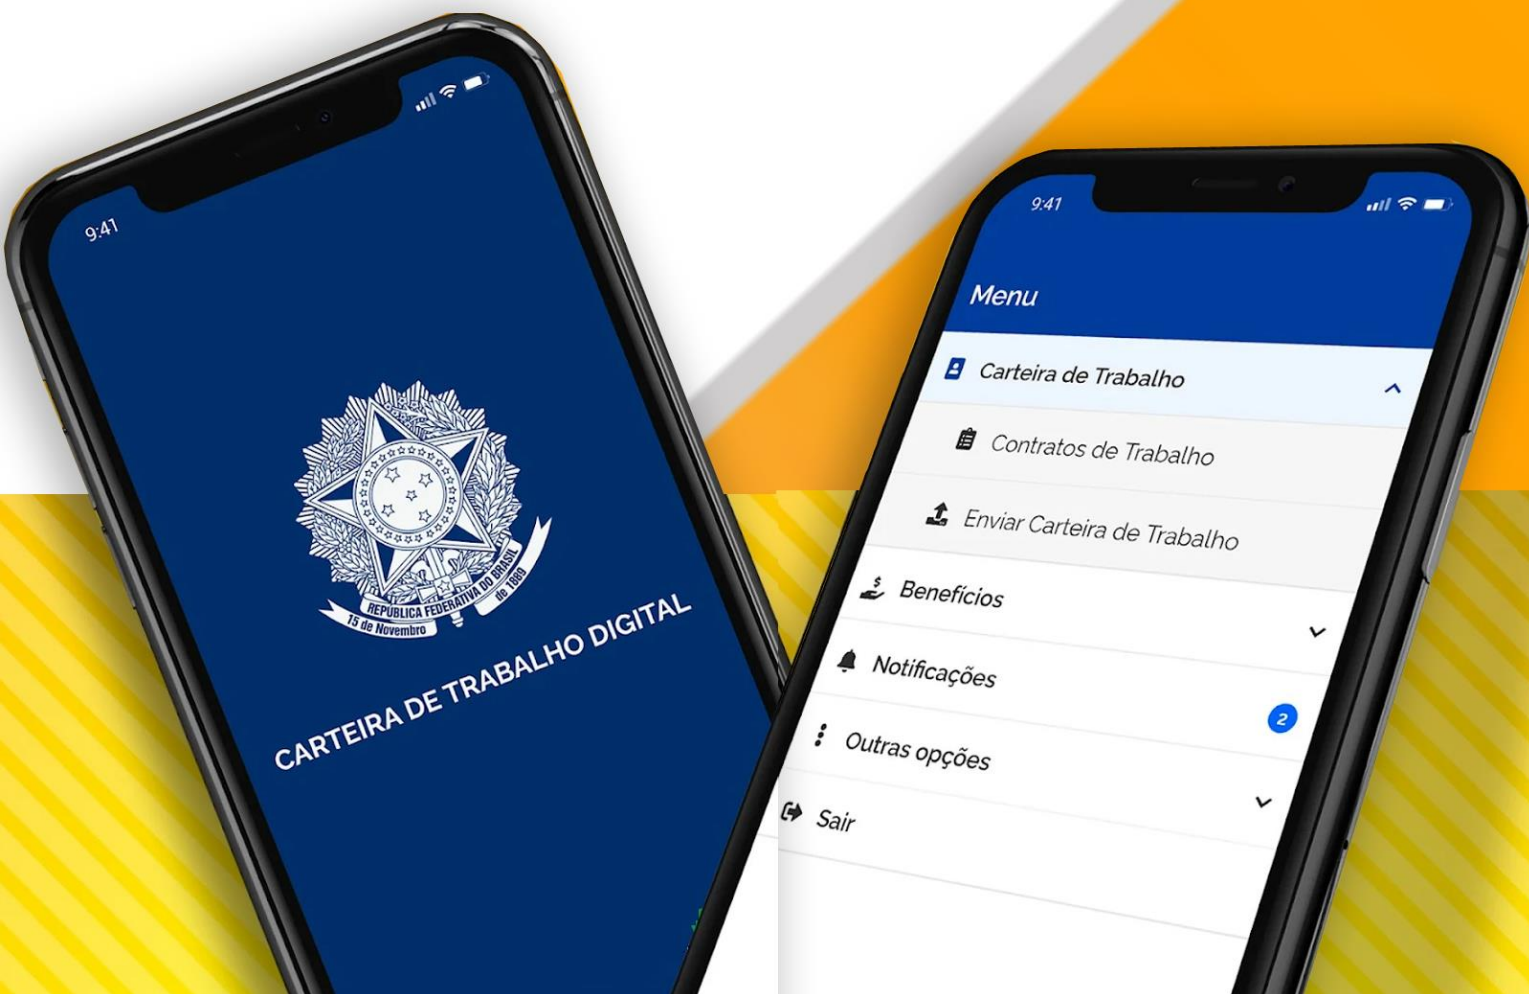 9:41
REPÚBLICA FEDERATIVA DO BRASIL
15 de Novembro
de 1889
CARTEIRA DE TRABALHO DIGITAL
9:41
Menu
Carteira de Trabalho
Contratos de Trabalho
Enviar Carteira de Trabalho
Benefícios
Notificações
2
Outras opções
Sair